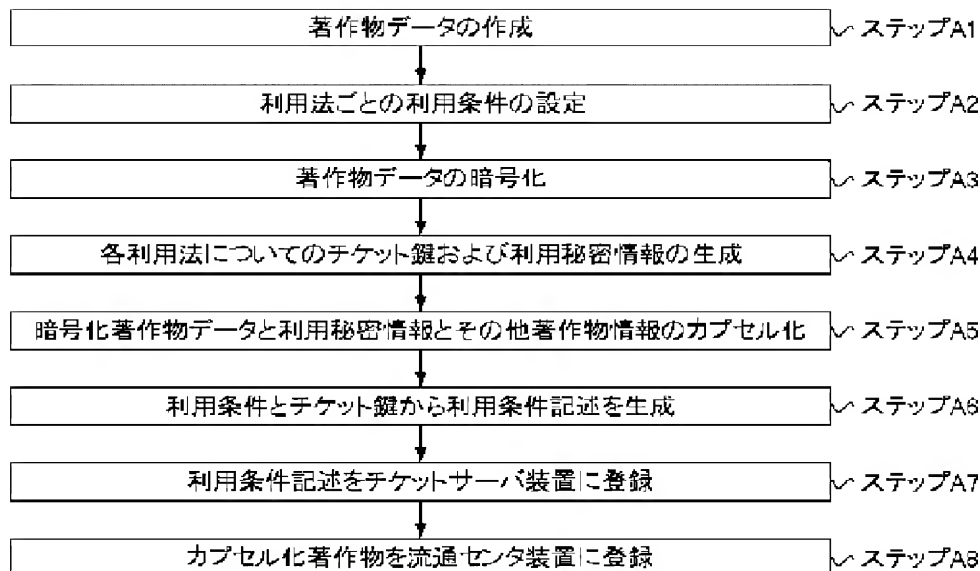 著作物データの作成 ステップA1
利用法ごとの利用条件の設定 ステップA2
著作物データの暗号化 ステップA3
各利用法についてのチケット鍵および利用秘密情報の生成 ステップA4
暗号化著作物データと利用秘密情報とその他著作物情報のカプセル化 ステップA5
利用条件とチケット鍵から利用条件記述を生成 ステップA6
利用条件記述をチケットサーバ装置に登録 ステップA7
カプセル化著作物を流通センタ装置に登録 ステップA8